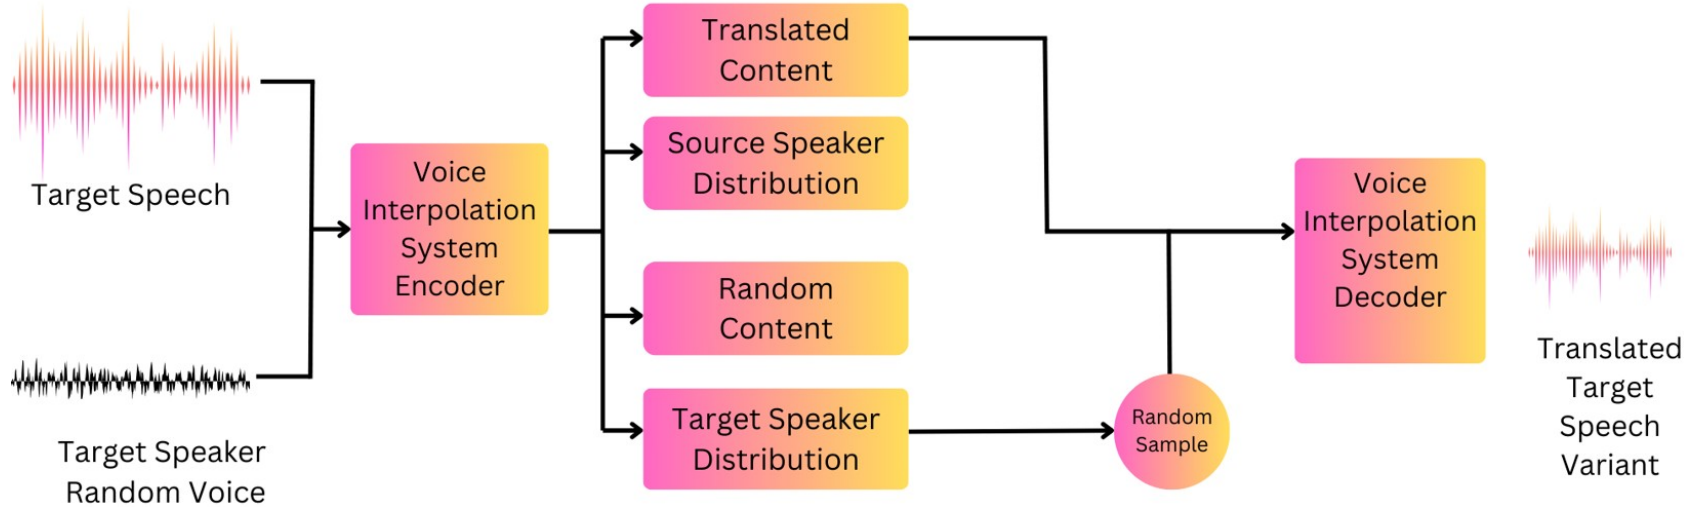 Target Speech
Target Speaker
Random Voice
Voice
Interpolation
System
Encoder
Translated
Content
Source Speaker
Distribution
Random
Content
Target Speaker
Distribution
Random
Sample
Voice
Interpolation
System
Decoder
Translated
Target
Speech
Variant